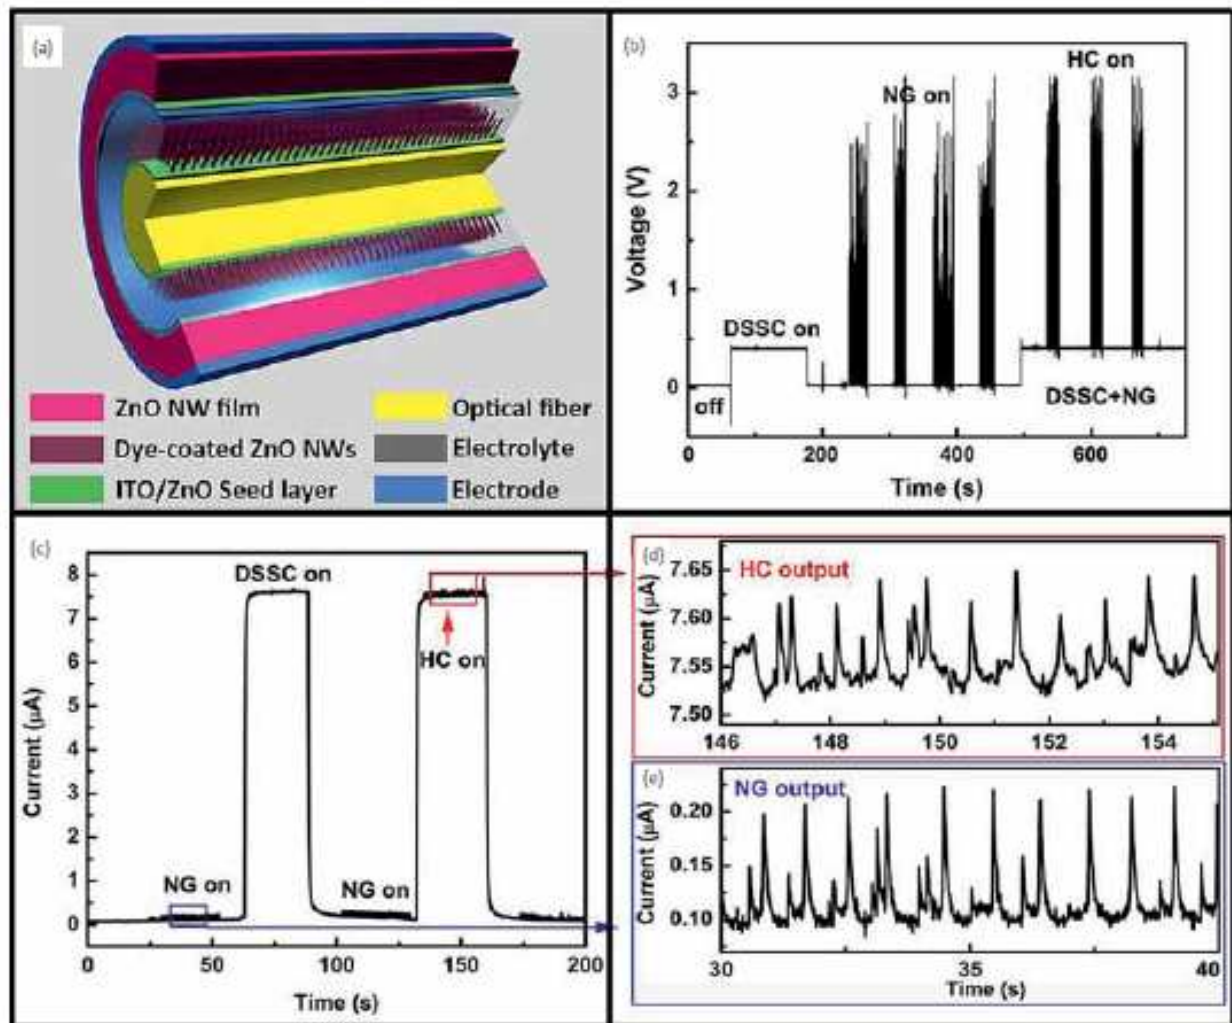 (a)
ZnO NW film
Optical fiber
Dye-coated ZnO NWs
Electrolyte
ITO/ZnO Seed layer
Electrode
(b)
HC on
NG on
DSSC on
off
DSSC+NG
Voltage (V)
3
2
1
0
0 200 400 600
Time (s)
(c)
DSSC on
HC on
NG on
NG on
Current (μA)
8
7
6
5
4
3
2
1
0
0 50 100 150 200
Time (s)
(d)
HC output
Current (μA)
7.65
7.60
7.55
7.50
146 148 150 152 154
(e)
NG output
Current (μA)
0.20
0.15
0.10
30 35 40
Time (s)